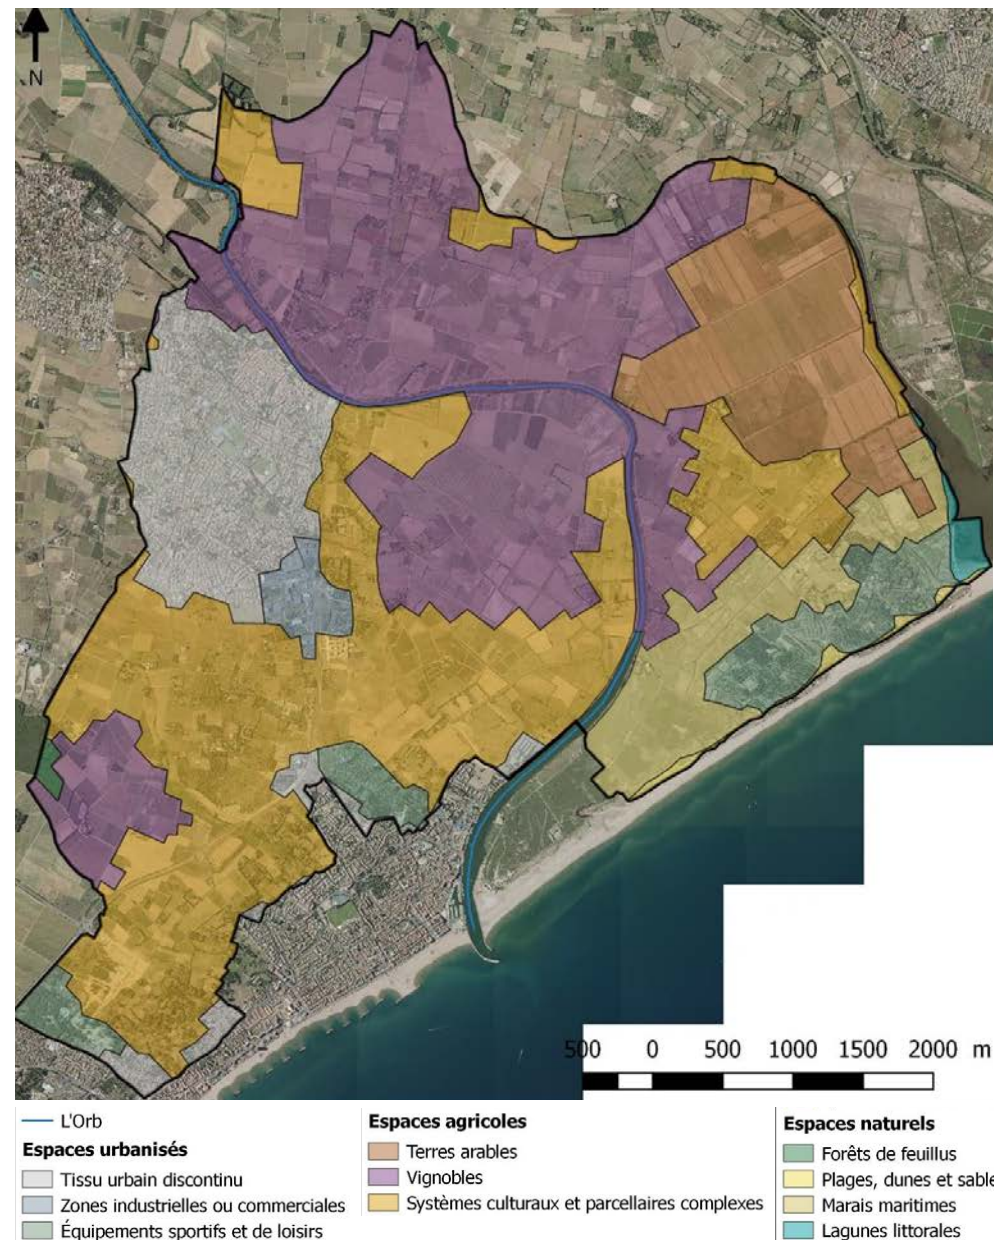 N
500 0 500 1000 1500 2000 m
L'Orb
Espaces urbanisés
Tissu urbain discontinu
Zones industrielles ou commerciales
Équipements sportifs et de loisirs
Espaces agricoles
Terres arables
Vignobles
Systèmes culturaux et parcellaires complexes
Espaces naturels
Forêts de feuillus
Plages, dunes et sable
Marais maritimes
Lagunes littorales